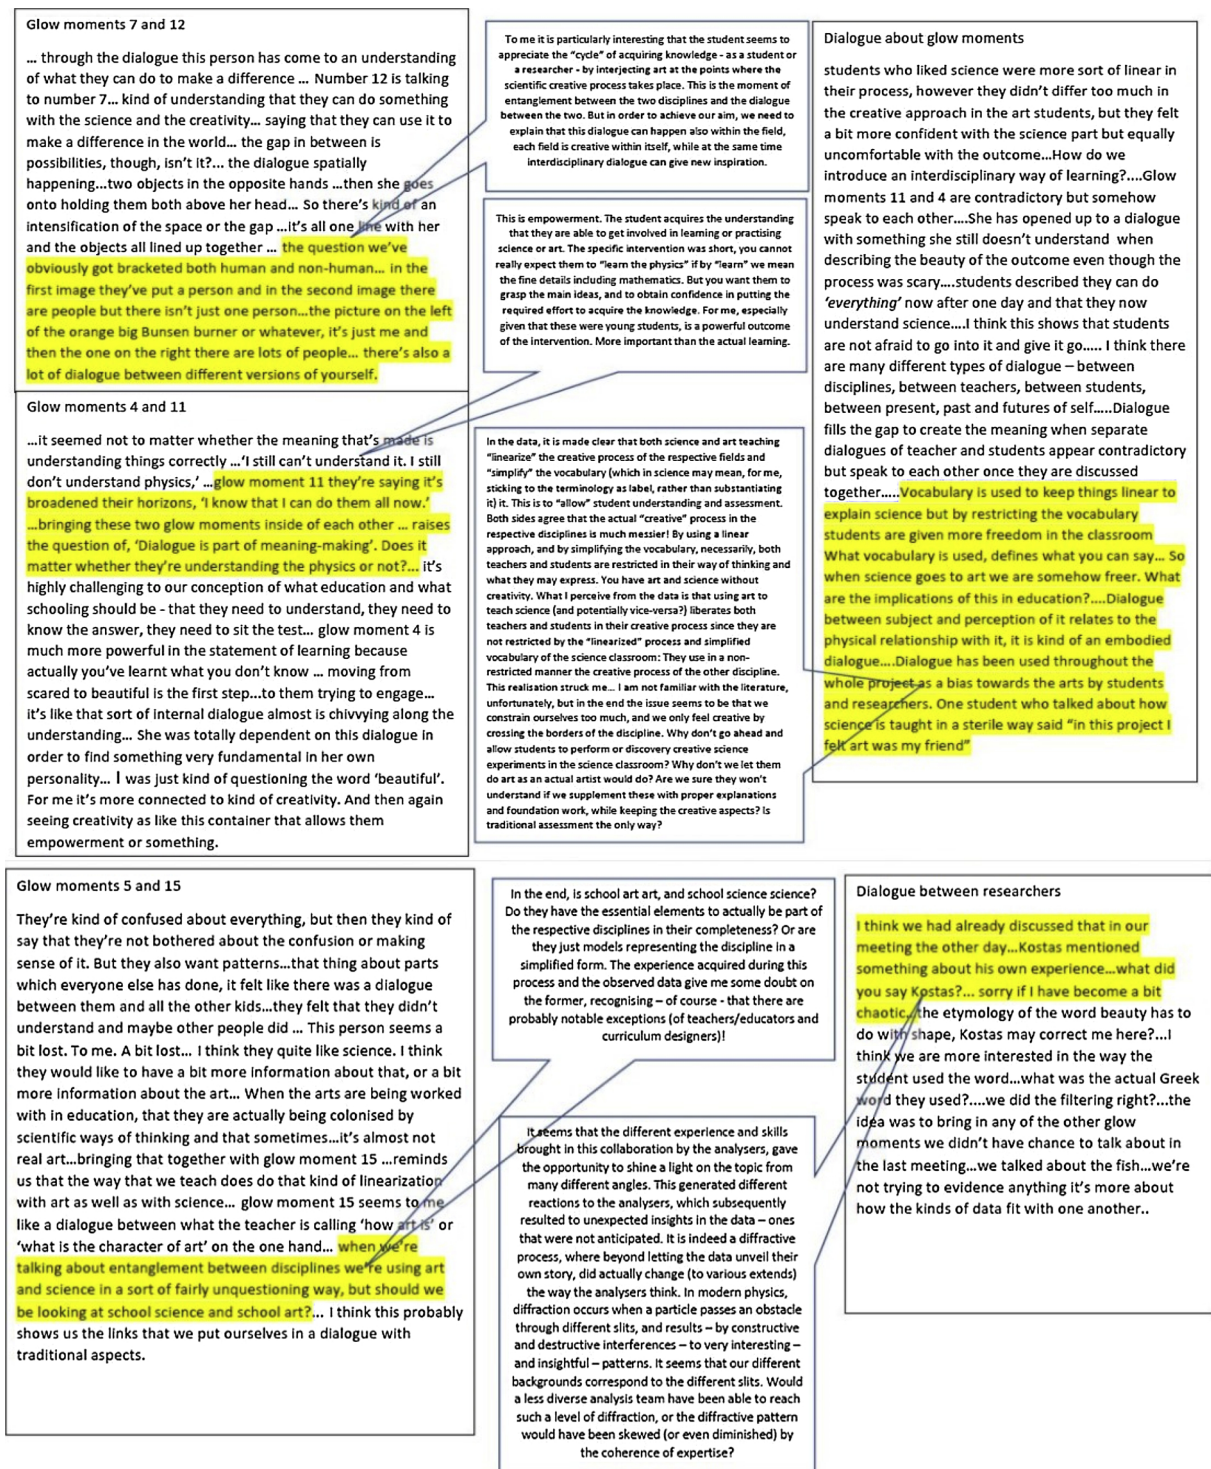 Glow moments 7 and 12
… through the dialogue this person has come to an understanding
of what they can do to make a difference … Number 12 is talking
to number 7… kind of understanding that they can do something
with the science and the creativity… saying that they can use it to
make a difference in the world… the gap in between is
possibilities, though, isn't it?... the dialogue spatially
happening...two objects in the opposite hands …then she goes
onto holding them both above her head… So there's kind of an
intensification of the space or the gap …it's all one line with her
and the objects all lined up together … the question we've
obviously got bracketed both human and non-human… in the
first image they've put a person and in the second image there
are people but there isn't just one person…the picture on the left
of the orange big Bunsen burner or whatever, it's just me and
then the one on the right there are lots of people… there's also a
lot of dialogue between different versions of yourself.
Glow moments 4 and 11
…it seemed not to matter whether the meaning that's made is
understanding things correctly …'I still can't understand it. I still
don't understand physics,' …glow moment 11 they're saying it's
broadened their horizons, 'I know that I can do them all now.'
…bringing these two glow moments inside of each other … raises
the question of, 'Dialogue is part of meaning-making'. Does it
matter whether they're understanding the physics or not?... it's
highly challenging to our conception of what education and what
schooling should be - that they need to understand, they need to
know the answer, they need to sit the test… glow moment 4 is
much more powerful in the statement of learning because
actually you've learnt what you don't know … moving from
scared to beautiful is the first step...to them trying to engage…
it's like that sort of internal dialogue almost is chivvying along the
understanding… She was totally dependent on this dialogue in
order to find something very fundamental in her own
personality… I was just kind of questioning the word 'beautiful'.
For me it's more connected to kind of creativity. And then again
seeing creativity as like this container that allows them
empowerment or something.
To me it is particularly interesting that the student seems to
appreciate the "cycle" of acquiring knowledge - as a student or
a researcher - by interjecting art at the points where the
scientific creative process takes place. This is the moment of
entanglement between the two disciplines and the dialogue
between the two. But in order to achieve our aim, we need to
explain that this dialogue can happen also within the field,
each field is creative within itself, while at the same time
interdisciplinary dialogue can give new inspiration.
This is empowerment. The student acquires the understanding
that they are able to get involved in learning or practising
science or art. The specific intervention was short, you cannot
really expect them to "learn the physics" if by "learn" we mean
the fine details including mathematics. But you want them to
grasp the main ideas, and to obtain confidence in putting the
required effort to acquire the knowledge. For me, especially
given that these were young students, is a powerful outcome
of the intervention. More important than the actual learning.
In the data, it is made clear that both science and art teaching
"linearize" the creative process of the respective fields and
"simplify" the vocabulary (which in science may mean, for me,
sticking to the terminology as label, rather than substantiating
it) it. This is to "allow" student understanding and assessment.
Both sides agree that the actual "creative" process in the
respective disciplines is much messier! By using a linear
approach, and by simplifying the vocabulary, necessarily, both
teachers and students are restricted in their way of thinking and
what they may express. You have art and science without
creativity. What I perceive from the data is that using art to
teach science (and potentially vice-versa?) liberates both
teachers and students in their creative process since they are
not restricted by the "linearized" process and simplified
vocabulary of the science classroom: They use in a non-
restricted manner the creative process of the other discipline.
This realisation struck me... I am not familiar with the literature,
unfortunately, but in the end the issue seems to be that we
constrain ourselves too much, and we only feel creative by
crossing the borders of the discipline. Why don't go ahead and
allow students to perform or discovery creative science
experiments in the science classroom? Why don't we let them
do art as an actual artist would do? Are we sure they won't
understand if we supplement these with proper explanations
and foundation work, while keeping the creative aspects? Is
traditional assessment the only way?
Dialogue about glow moments
students who liked science were more sort of linear in
their process, however they didn't differ too much in
the creative approach in the art students, but they felt
a bit more confident with the science part but equally
uncomfortable with the outcome…How do we
introduce an interdisciplinary way of learning?....Glow
moments 11 and 4 are contradictory but somehow
speak to each other....She has opened up to a dialogue
with something she still doesn't understand when
describing the beauty of the outcome even though the
process was scary....students described they can do
'everything' now after one day and that they now
understand science....I think this shows that students
are not afraid to go into it and give it go..... I think there
are many different types of dialogue – between
disciplines, between teachers, between students,
between present, past and futures of self.....Dialogue
fills the gap to create the meaning when separate
dialogues of teacher and students appear contradictory
but speak to each other once they are discussed
together.....Vocabulary is used to keep things linear to
explain science but by restricting the vocabulary
students are given more freedom in the classroom
What vocabulary is used, defines what you can say... So
when science goes to art we are somehow freer. What
are the implications of this in education?....Dialogue
between subject and perception of it relates to the
physical relationship with it, it is kind of an embodied
dialogue....Dialogue has been used throughout the
whole project as a bias towards the arts by students
and researchers. One student who talked about how
science is taught in a sterile way said "in this project I
felt art was my friend"
Glow moments 5 and 15
They're kind of confused about everything, but then they kind of
say that they're not bothered about the confusion or making
sense of it. But they also want patterns…that thing about parts
which everyone else has done, it felt like there was a dialogue
between them and all the other kids…they felt that they didn't
understand and maybe other people did … This person seems a
bit lost. To me. A bit lost… I think they quite like science. I think
they would like to have a bit more information about that, or a bit
more information about the art… When the arts are being worked
with in education, that they are actually being colonised by
scientific ways of thinking and that sometimes…it's almost not
real art…bringing that together with glow moment 15 …reminds
us that the way that we teach does do that kind of linearization
with art as well as with science… glow moment 15 seems to me
like a dialogue between what the teacher is calling 'how art is' or
'what is the character of art' on the one hand… when we're
talking about entanglement between disciplines we're using art
and science in a sort of fairly unquestioning way, but should we
be looking at school science and school art?... I think this probably
shows us the links that we put ourselves in a dialogue with
traditional aspects.
In the end, is school art art, and school science science?
Do they have the essential elements to actually be part of
the respective disciplines in their completeness? Or are
they just models representing the discipline in a
simplified form. The experience acquired during this
process and the observed data give me some doubt on
the former, recognising – of course - that there are
probably notable exceptions (of teachers/educators and
curriculum designers)!
It seems that the different experience and skills
brought in this collaboration by the analysers, gave
the opportunity to shine a light on the topic from
many different angles. This generated different
reactions to the analysers, which subsequently
resulted to unexpected insights in the data – ones
that were not anticipated. It is indeed a diffractive
process, where beyond letting the data unveil their
own story, did actually change (to various extends)
the way the analysers think. In modern physics,
diffraction occurs when a particle passes an obstacle
through different slits, and results – by constructive
and destructive interferences – to very interesting –
and insightful – patterns. It seems that our different
backgrounds correspond to the different slits. Would
a less diverse analysis team have been able to reach
such a level of diffraction, or the diffractive pattern
would have been skewed (or even diminished) by
the coherence of expertise?
Dialogue between researchers
I think we had already discussed that in our
meeting the other day…Kostas mentioned
something about his own experience…what did
you say Kostas?... sorry if I have become a bit
chaotic...the etymology of the word beauty has to
do with shape, Kostas may correct me here?...I
think we are more interested in the way the
student used the word…what was the actual Greek
word they used?....we did the filtering right?...the
idea was to bring in any of the other glow
moments we didn't have chance to talk about in
the last meeting...we talked about the fish...we're
not trying to evidence anything it's more about
how the kinds of data fit with one another..